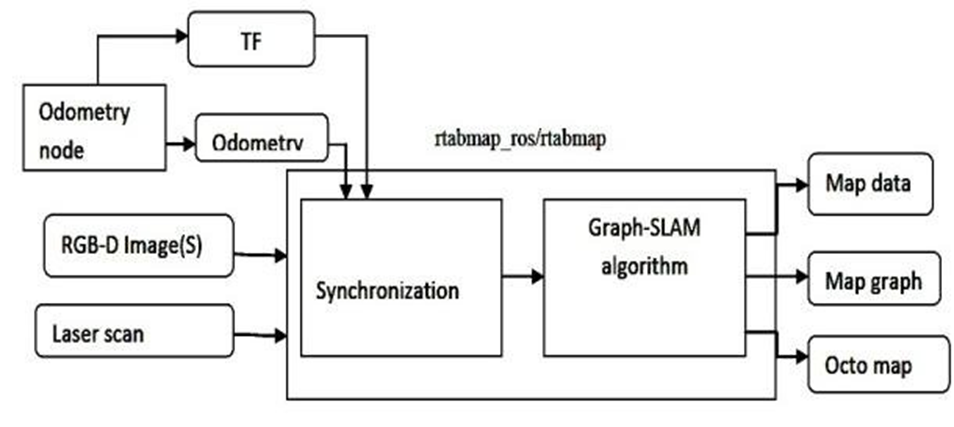 TF
Odometry
node
Odometry
rtabmap_ros/rtabmap
Map data
RGB-D Image(S)
Graph-SLAM
algorithm
Synchronization
Map graph
Laser scan
Octo map